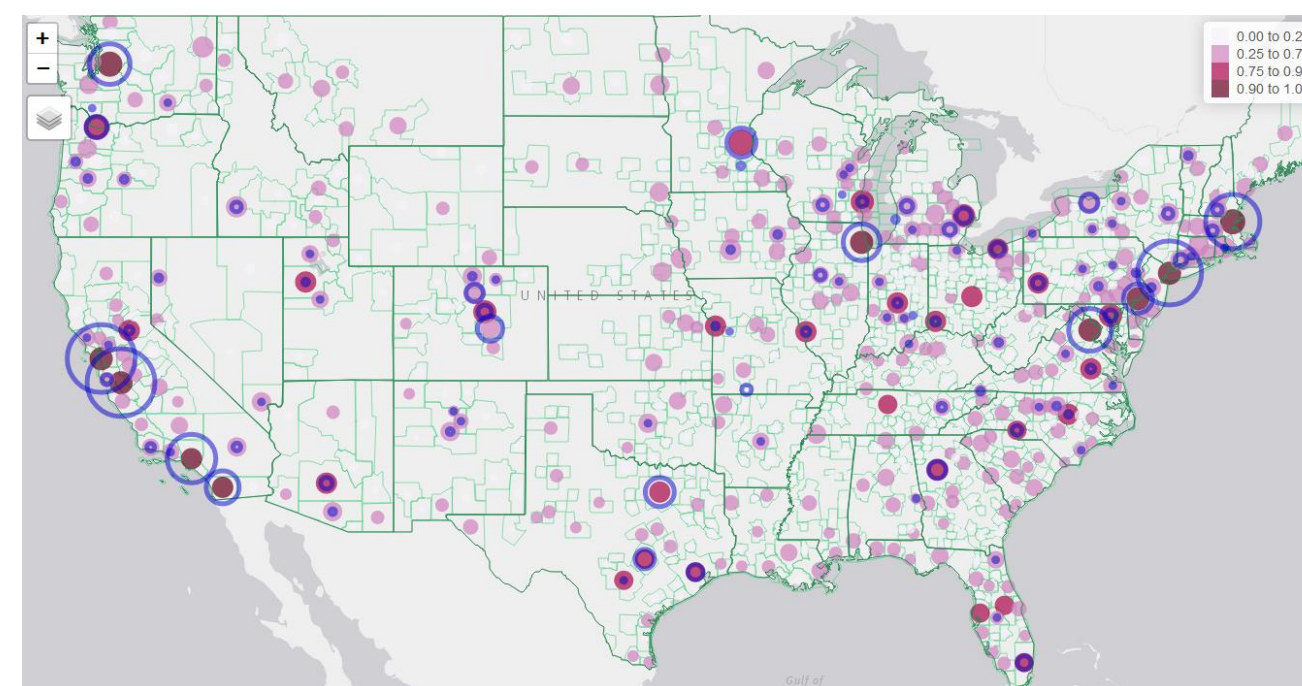 +
−
0.00 to 0.2
0.25 to 0.7
0.75 to 0.9
0.90 to 1.0
UNITED STATES
Gulf of